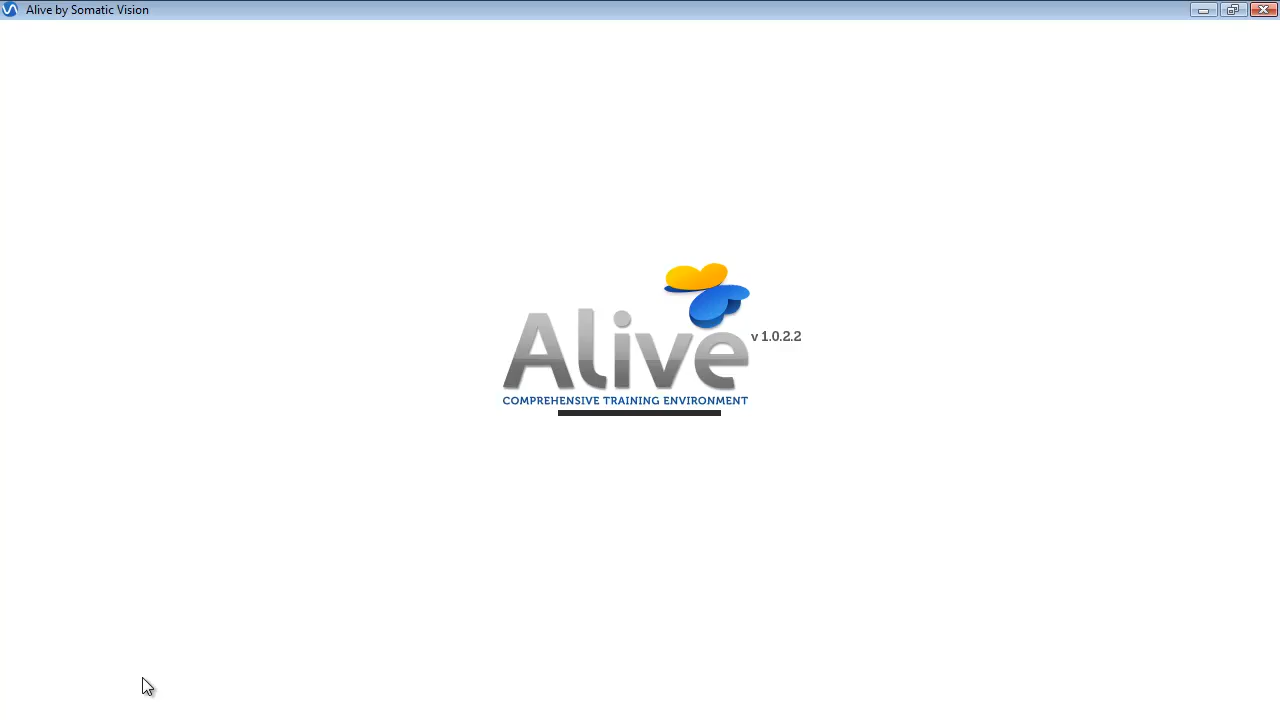 Alive by Somatic Vision
Alive
v 1.0.2.2
COMPREHENSIVE TRAINING ENVIRONMENT